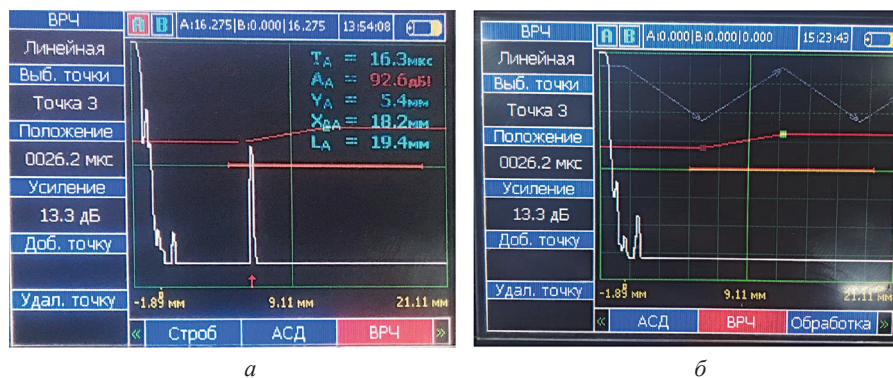 ВРЧ
A B A:16.275|B:0.000|16.275 13:54:08
Линейная
Выб. точки
Точка 3
Положение
0026.2 мкс
Усиление
13.3 дБ
Доб. точку
Удал. точку
TA = 16.3мкс
AA = 92.6дБ!
YA = 5.4мм
XBA = 18.2мм
LA = 19.4мм
-1.89 мм 9.11 мм 21.11 мм
« Строб АСД ВРЧ »
а
ВРЧ
A B A:0.000|B:0.000|0.000 15:23:43
Линейная
Выб. точки
Точка 3
Положение
0026.2 мкс
Усиление
13.3 дБ
Доб. точку
Удал. точку
-1.89 мм 9.11 мм 21.11 мм
« АСД ВРЧ Обработка »
б